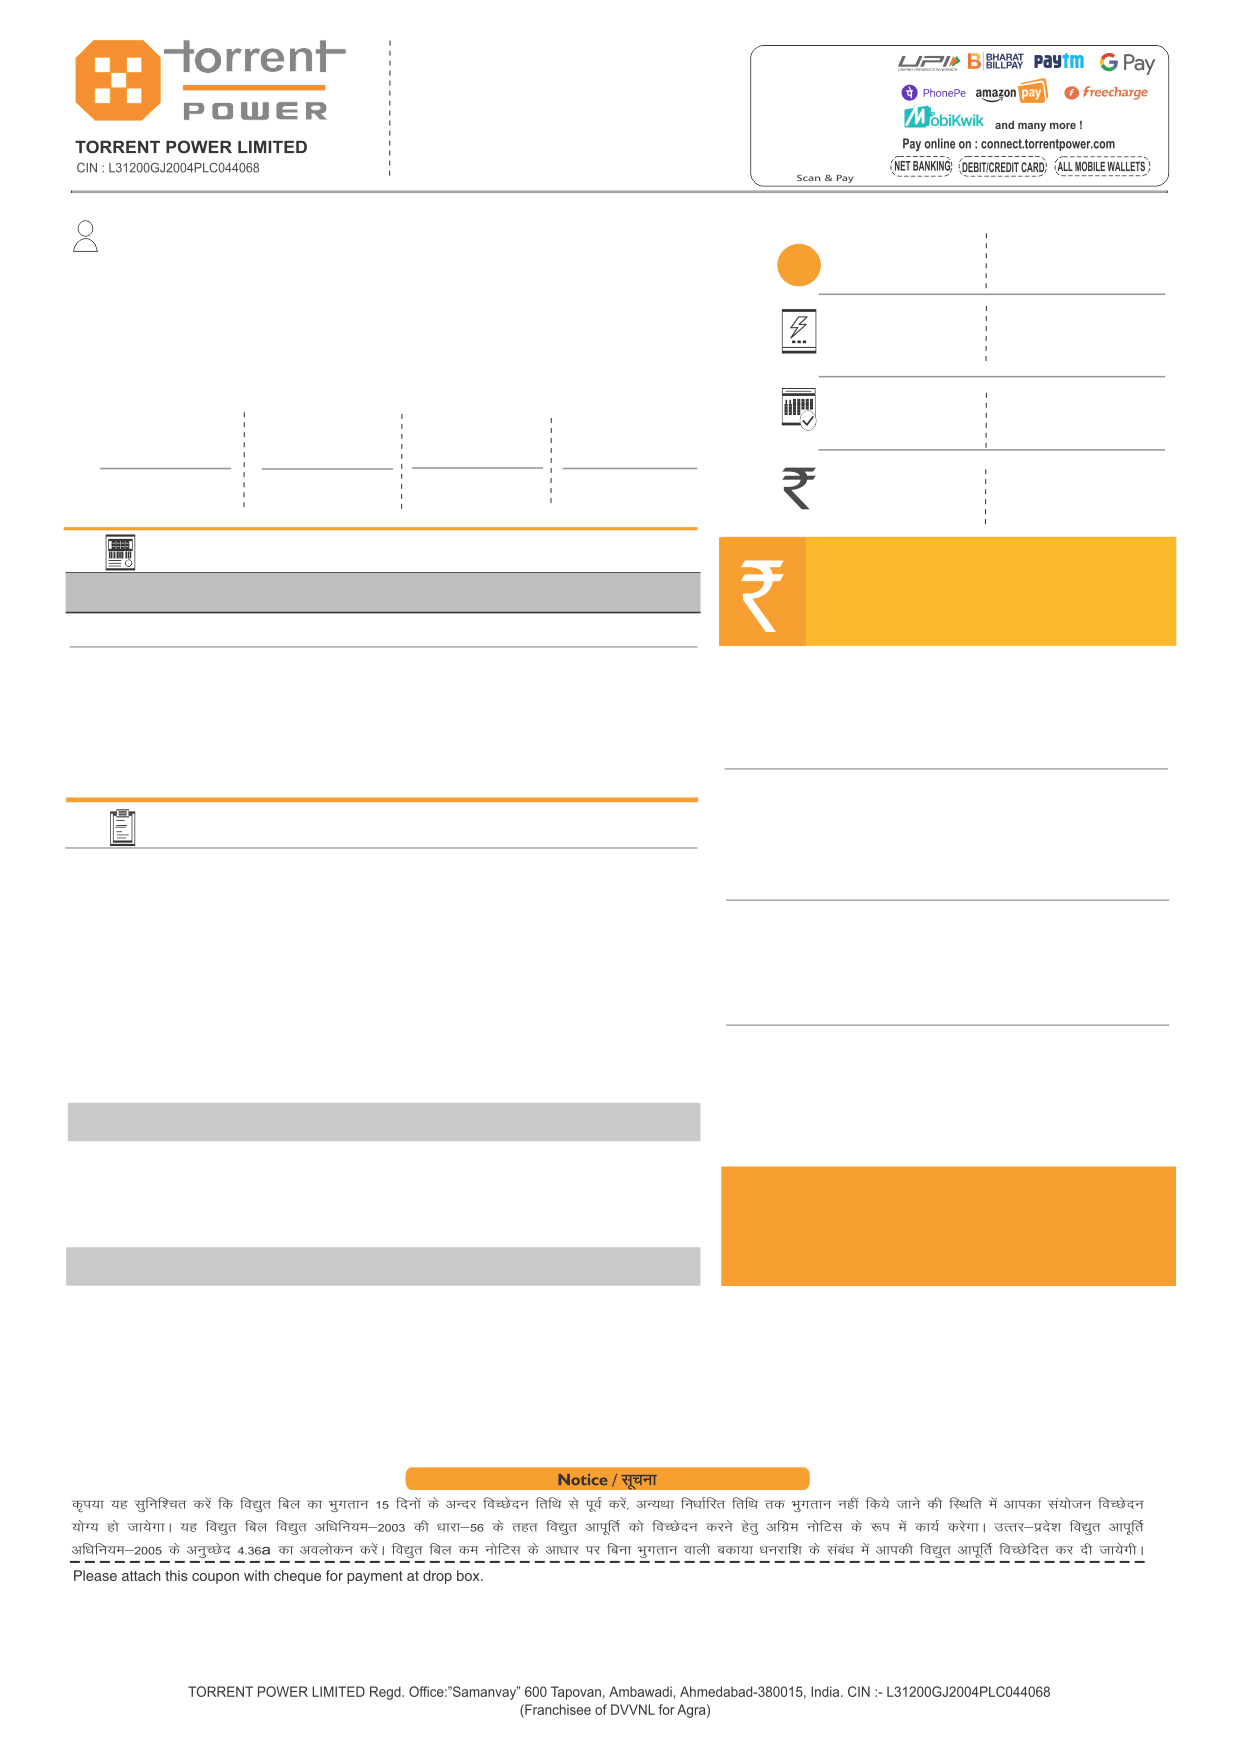 torrent
POWER
TORRENT POWER LIMITED
CIN : L31200GJ2004PLC044068
UPI BHARAT BILLPAY paytm G Pay
UNIFIED PAYMENTS INTERFACE
PhonePe amazon pay freecharge
MobiKwik and many more !
Pay online on : connect.torrentpower.com
NET BANKING DEBIT/CREDIT CARD ALL MOBILE WALLETS
Scan & Pay
₹
₹
Notice / सूचना
कृपया यह सुनिश्चित करें कि विद्युत बिल का भुगतान 15 दिनों के अन्दर विच्छेदन तिथि से पूर्व करें, अन्यथा निर्धारित तिथि तक भुगतान नहीं किये जाने की स्थिति में आपका संयोजन विच्छेदन
योग्य हो जायेगा। यह विद्युत बिल विद्युत अधिनियम–2003 की धारा–56 के तहत विद्युत आपूर्ति को विच्छेदन करने हेतु अग्रिम नोटिस के रूप में कार्य करेगा। उत्तर–प्रदेश विद्युत आपूर्ति
अधिनियम–2005 के अनुच्छेद 4.36a का अवलोकन करें। विद्युत बिल कम नोटिस के आधार पर बिना भुगतान वाली बकाया धनराशि के संबंध में आपकी विद्युत आपूर्ति विच्छेदित कर दी जायेगी।
Please attach this coupon with cheque for payment at drop box.
TORRENT POWER LIMITED Regd. Office:”Samanvay” 600 Tapovan, Ambawadi, Ahmedabad-380015, India. CIN :- L31200GJ2004PLC044068
(Franchisee of DVVNL for Agra)